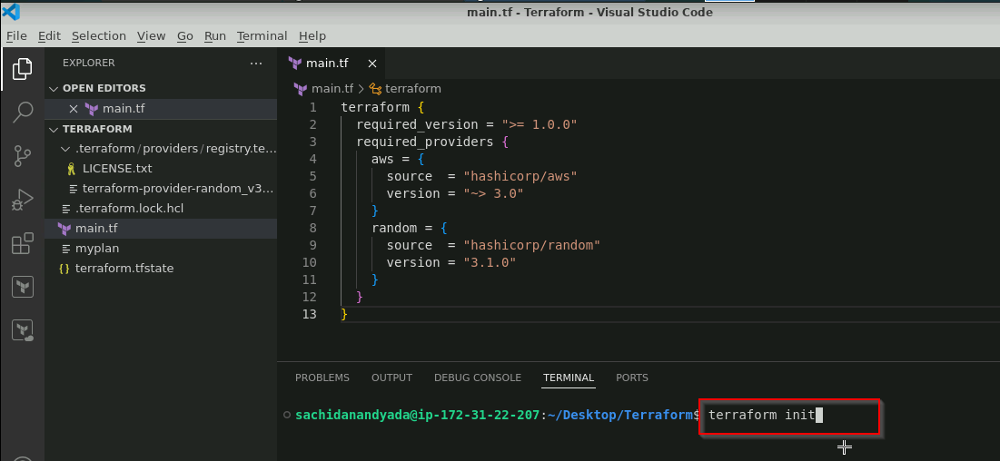 main.tf - Terraform - Visual Studio Code
File Edit Selection View Go Run Terminal Help
EXPLORER ...
OPEN EDITORS
main.tf
TERRAFORM
.terraform / providers / registry.te...
LICENSE.txt
terraform-provider-random_v3...
.terraform.lock.hcl
main.tf
myplan
{} terraform.tfstate
main.tf
main.tf > terraform
1 terraform {
2   required_version = ">= 1.0.0"
3   required_providers {
4     aws = {
5       source  = "hashicorp/aws"
6       version = "~> 3.0"
7     }
8     random = {
9       source  = "hashicorp/random"
10       version = "3.1.0"
11     }
12   }
13 }
PROBLEMS OUTPUT DEBUG CONSOLE TERMINAL PORTS
sachidanandyada@ip-172-31-22-207:~/Desktop/Terraform$ terraform init